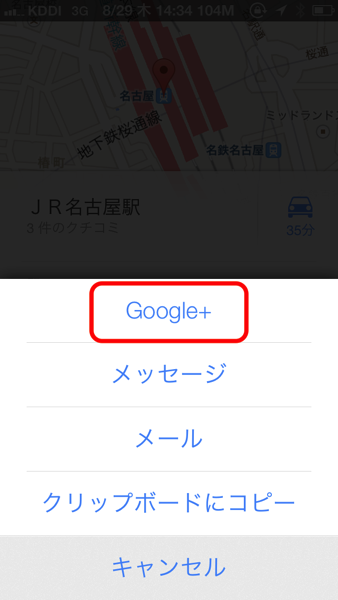 KDDI 3G 8/29 木 14:34 104M
桜通
名古屋
地下鉄桜通線
ミッドランド
椿町
名鉄名古屋
JR名古屋駅
3 件のクチコミ
35分
Google+
メッセージ
メール
クリップボードにコピー
キャンセル